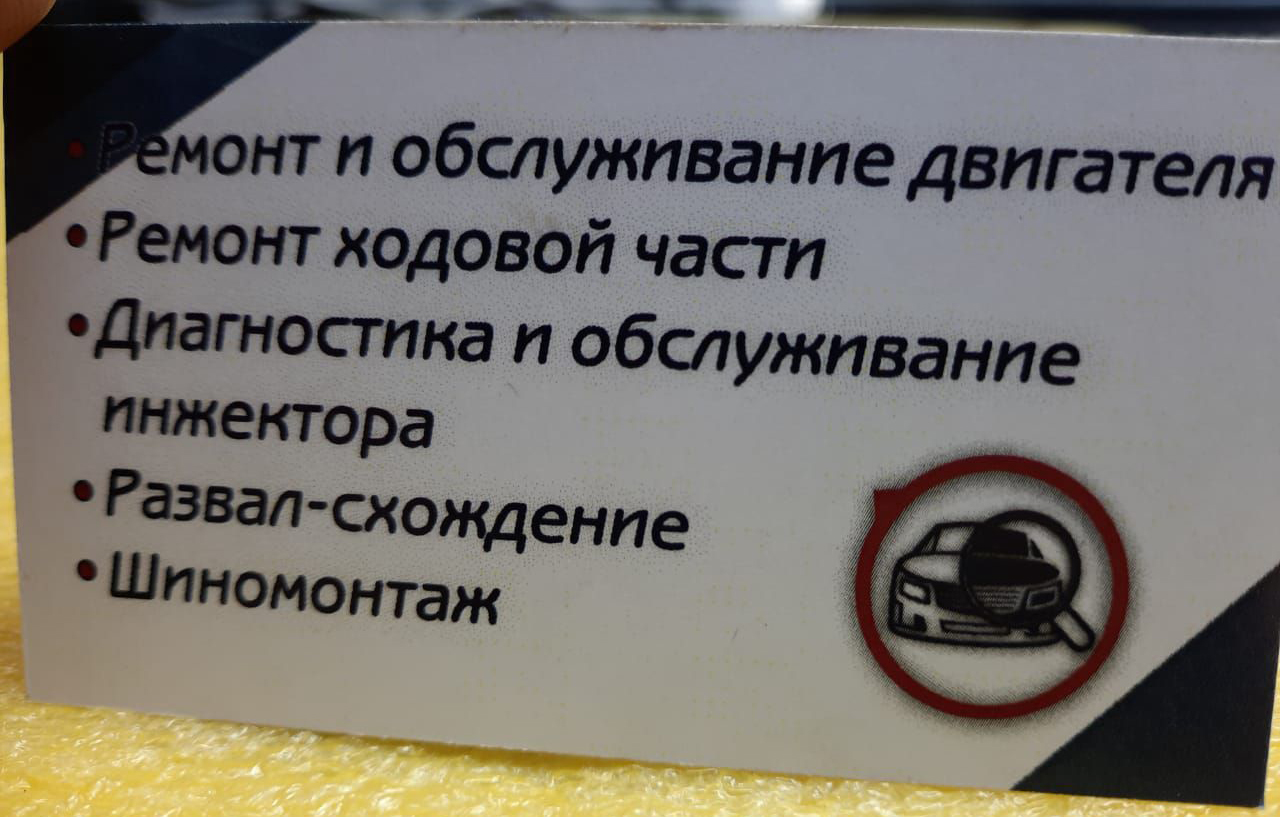 • Ремонт и обслуживание двигателя
• Ремонт ходовой части
• Диагностика и обслуживание
инжектора
• Развал-схождение
• Шиномонтаж